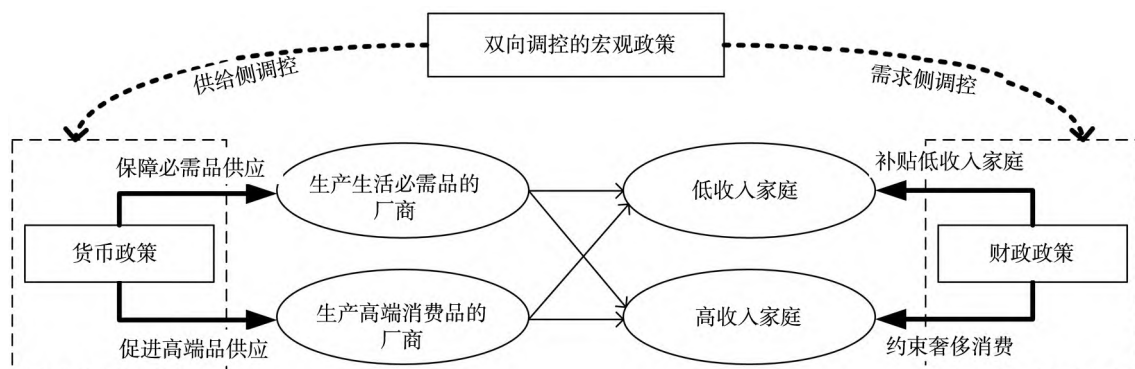 双向调控的宏观政策
供给侧调控
需求侧调控
保障必需品供应
生产生活必需品的
厂商
低收入家庭
补贴低收入家庭
货币政策
财政政策
生产高端消费品的
厂商
高收入家庭
促进高端品供应
约束奢侈消费